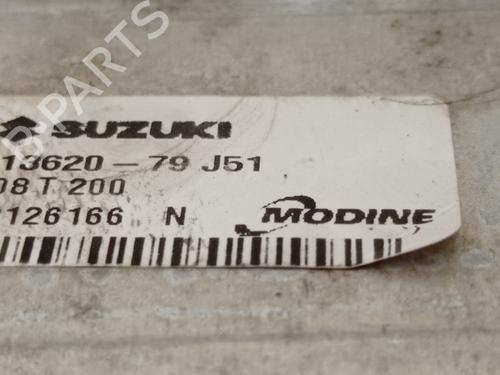 B-PARTS
SUZUKI
13620-79 J51
08 T 200
126166 N MODINE